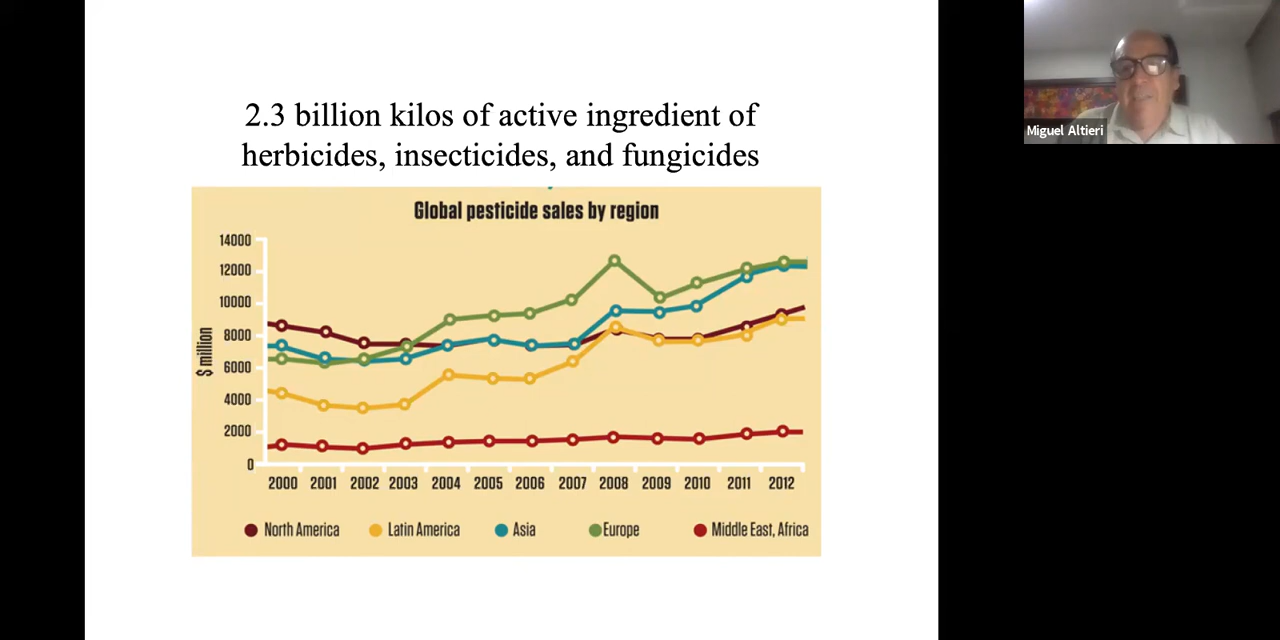 2.3 billion kilos of active ingredient of
herbicides, insecticides, and fungicides
Global pesticide sales by region
$ million
14000
12000
10000
8000
6000
4000
2000
0
2000 2001 2002 2003 2004 2005 2006 2007 2008 2009 2010 2011 2012
North America Latin America Asia Europe Middle East, Africa
Miguel Altieri